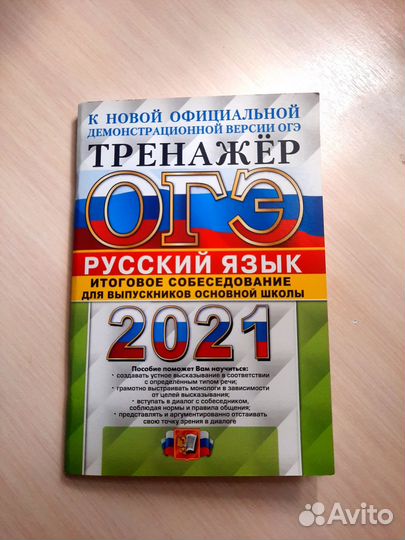 К НОВОЙ ОФИЦИАЛЬНОЙ
ДЕМОНСТРАЦИОННОЙ ВЕРСИИ ОГЭ
ТРЕНАЖЁР
ОГЭ
РУССКИЙ ЯЗЫК
ИТОГОВОЕ СОБЕСЕДОВАНИЕ
ДЛЯ ВЫПУСКНИКОВ ОСНОВНОЙ ШКОЛЫ
2021
Пособие поможет Вам научиться:
• создавать устное высказывание в соответствии
с определённым типом речи;
• грамотно выстраивать монологи в зависимости
от целей высказывания;
• вступать в диалог с собеседником,
соблюдая нормы и правила общения;
• представлять и аргументированно отстаивать
свою точку зрения в диалоге
Avito